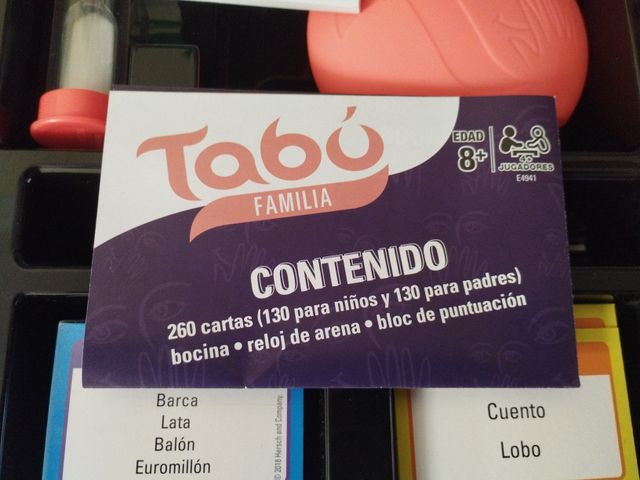 Tabú
FAMILIA
EDAD
8+
4+
JUGADORES
E4941
CONTENIDO
260 cartas (130 para niños y 130 para padres)
bocina • reloj de arena • bloc de puntuación
Barca
Lata
Balón
Euromillón
© 2018 Hersch and Company.
Cuento
Lobo